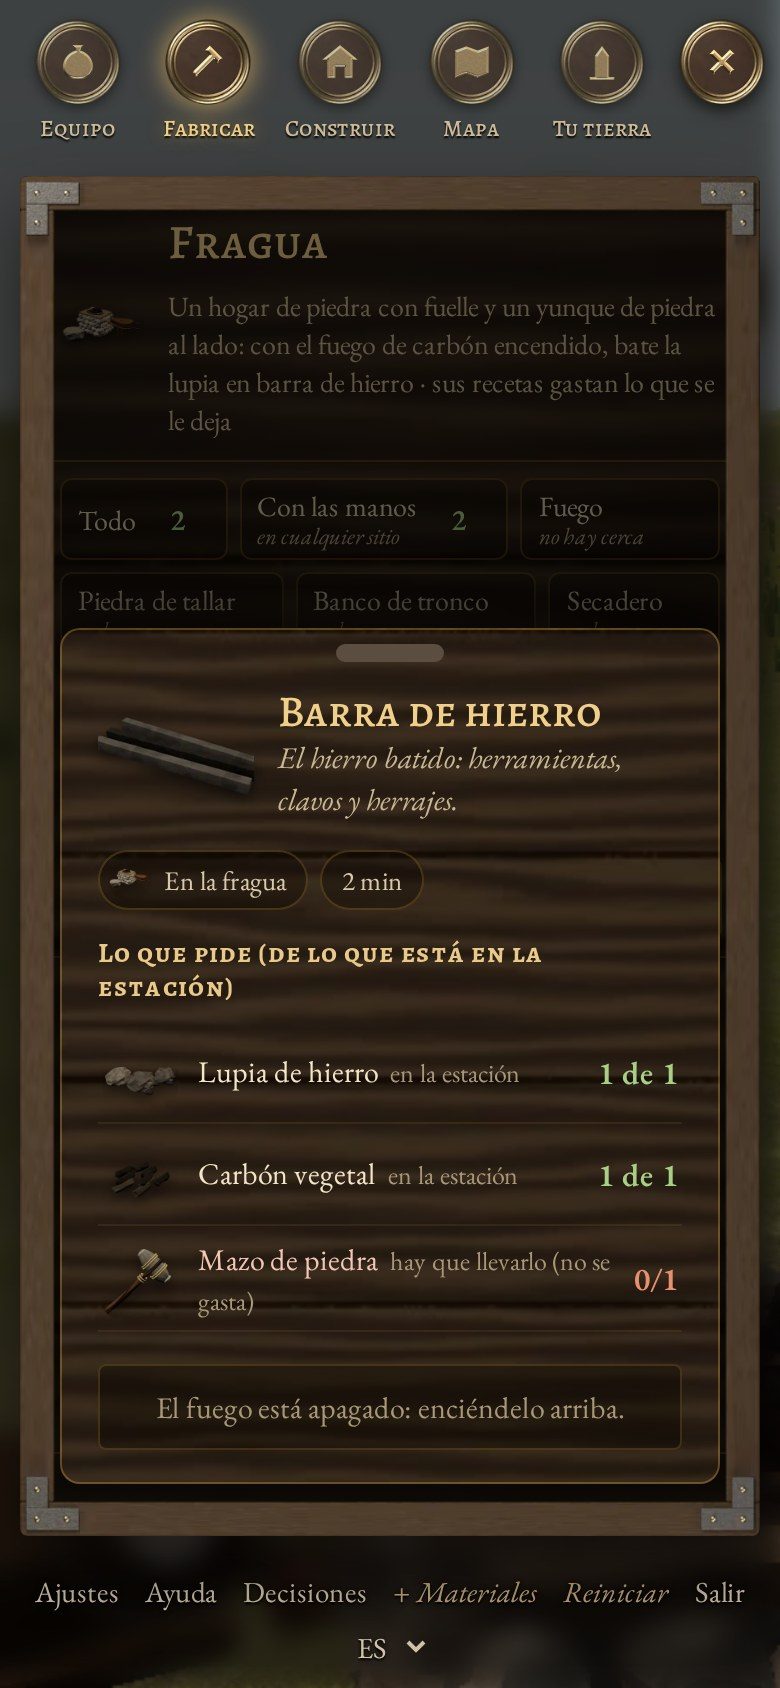 Equipo
Fabricar
Construir
Mapa
Tu tierra
Fragua
Un hogar de piedra con fuelle y un yunque de piedra
al lado: con el fuego de carbón encendido, bate la
lupia en barra de hierro · sus recetas gastan lo que se
le deja
Todo 2
Con las manos 2
en cualquier sitio
Fuego
no hay cerca
Piedra de tallar
Banco de tronco
Secadero
Barra de hierro
El hierro batido: herramientas,
clavos y herrajes.
En la fragua
2 min
Lo que pide (de lo que está en la
estación)
Lupia de hierro en la estación 1 de 1
Carbón vegetal en la estación 1 de 1
Mazo de piedra hay que llevarlo (no se
gasta) 0/1
El fuego está apagado: enciéndelo arriba.
Ajustes Ayuda Decisiones + Materiales Reiniciar Salir
ES